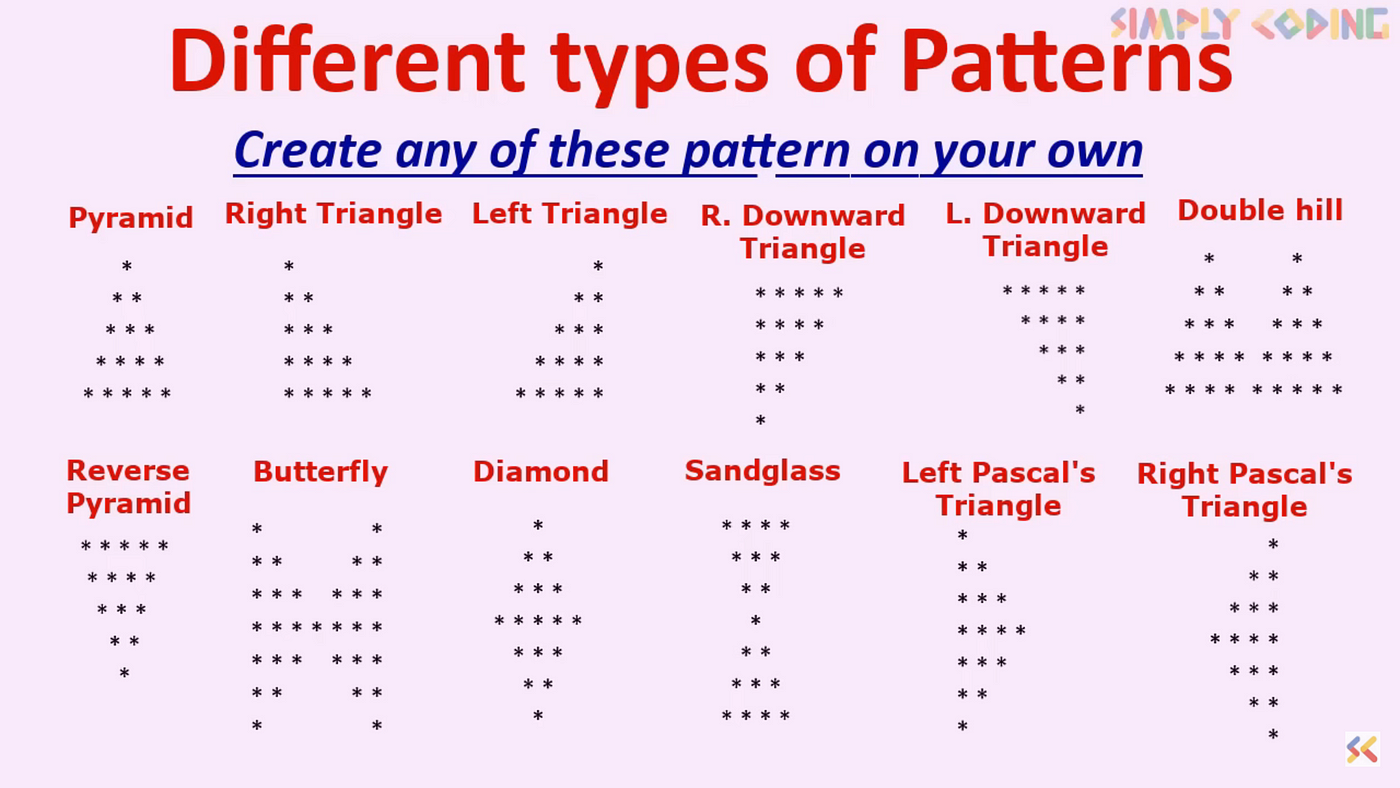 SIMPLY CODING
Different types of Patterns
Create any of these pattern on your own
Pyramid
*
* *
* * *
* * * *
* * * * *
Right Triangle
*
* *
* * *
* * * *
* * * * *
Left Triangle
*
* *
* * *
* * * *
* * * * *
R. Downward
Triangle
* * * * *
* * * *
* * *
* *
*
L. Downward
Triangle
* * * * *
* * * *
* * *
* *
*
Double hill
* *
* * * *
* * * * * *
* * * * * * * *
* * * * * * * * *
Reverse
Pyramid
* * * * *
* * * *
* * *
* *
*
Butterfly
* *
* * * *
* * * * * *
* * * * * * *
* * * * * *
* * * *
* *
Diamond
*
* *
* * *
* * * * *
* * *
* *
*
Sandglass
* * * *
* * *
* *
*
* *
* * *
* * * *
Left Pascal's
Triangle
*
* *
* * *
* * * *
* * *
* *
*
Right Pascal's
Triangle
*
* *
* * *
* * * *
* * *
* *
*